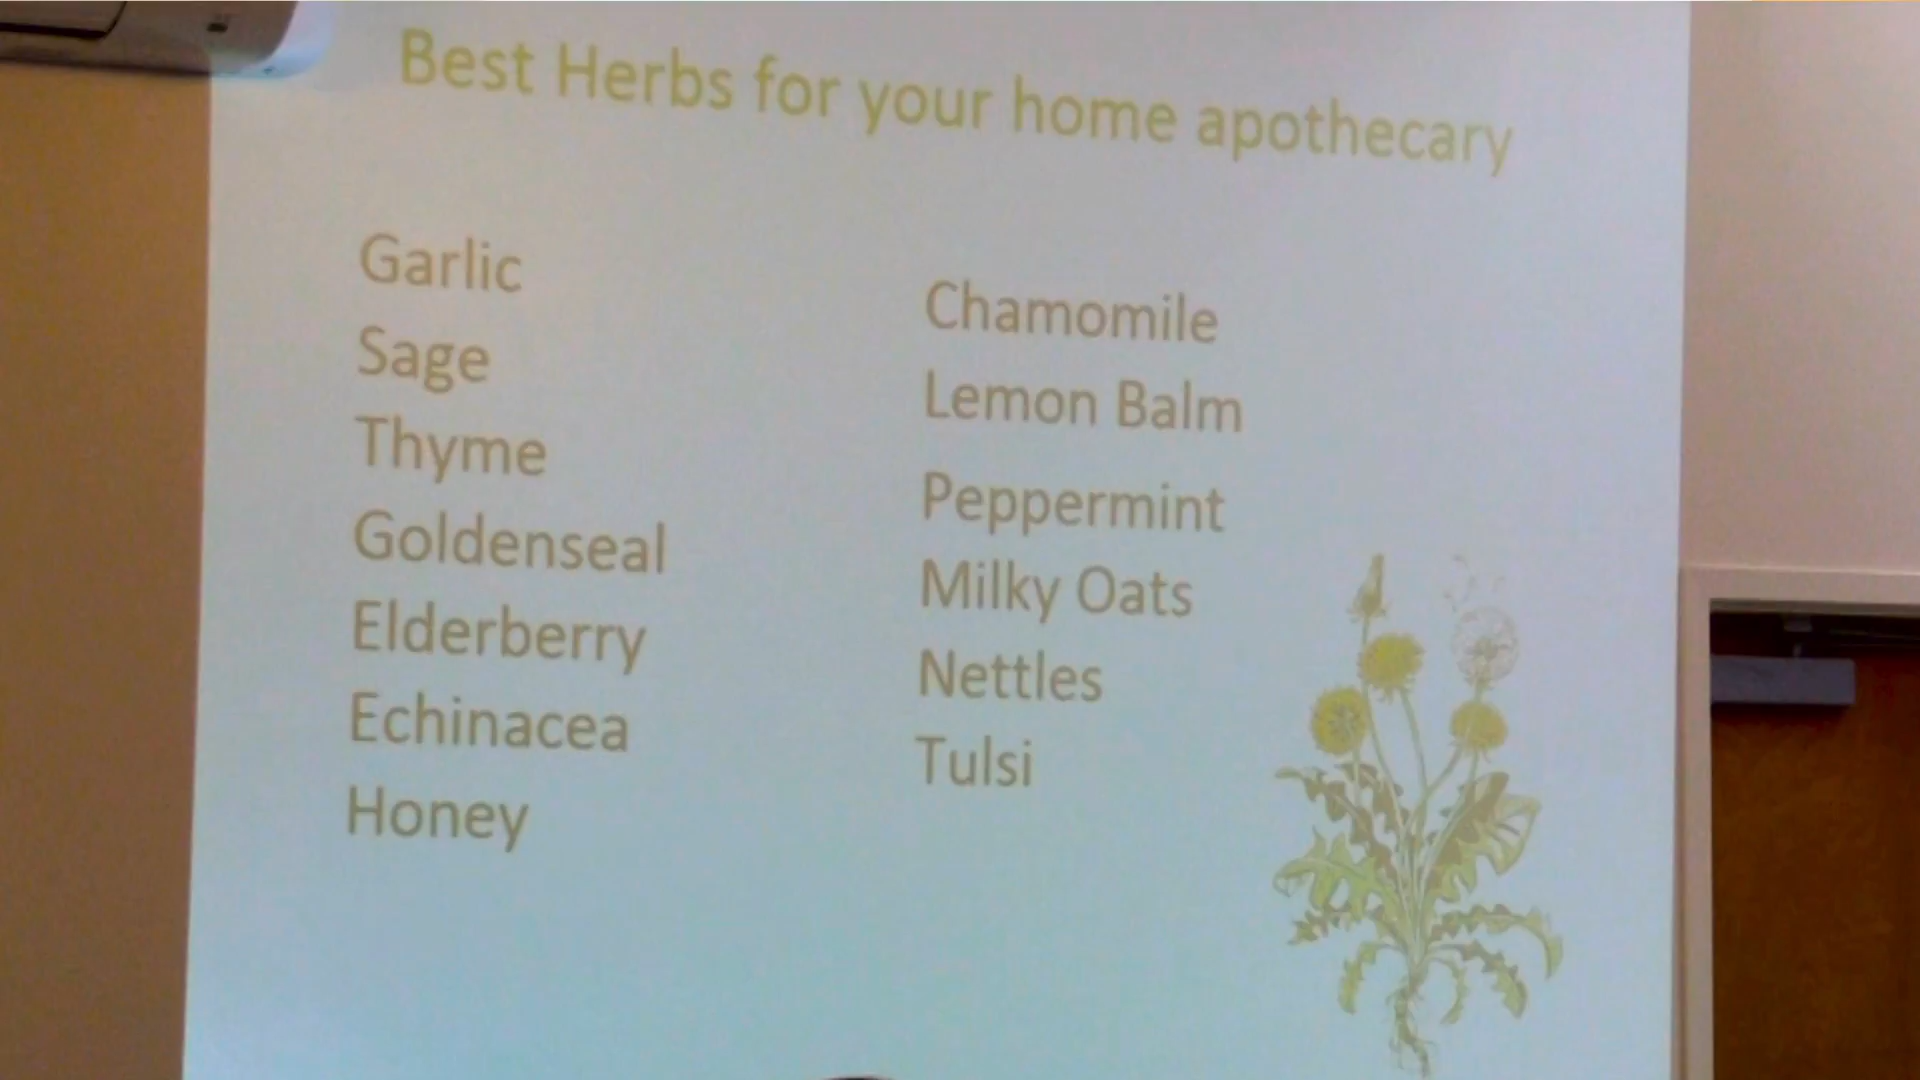 Best Herbs for your home apothecary
Garlic
Sage
Thyme
Goldenseal
Elderberry
Echinacea
Honey
Chamomile
Lemon Balm
Peppermint
Milky Oats
Nettles
Tulsi